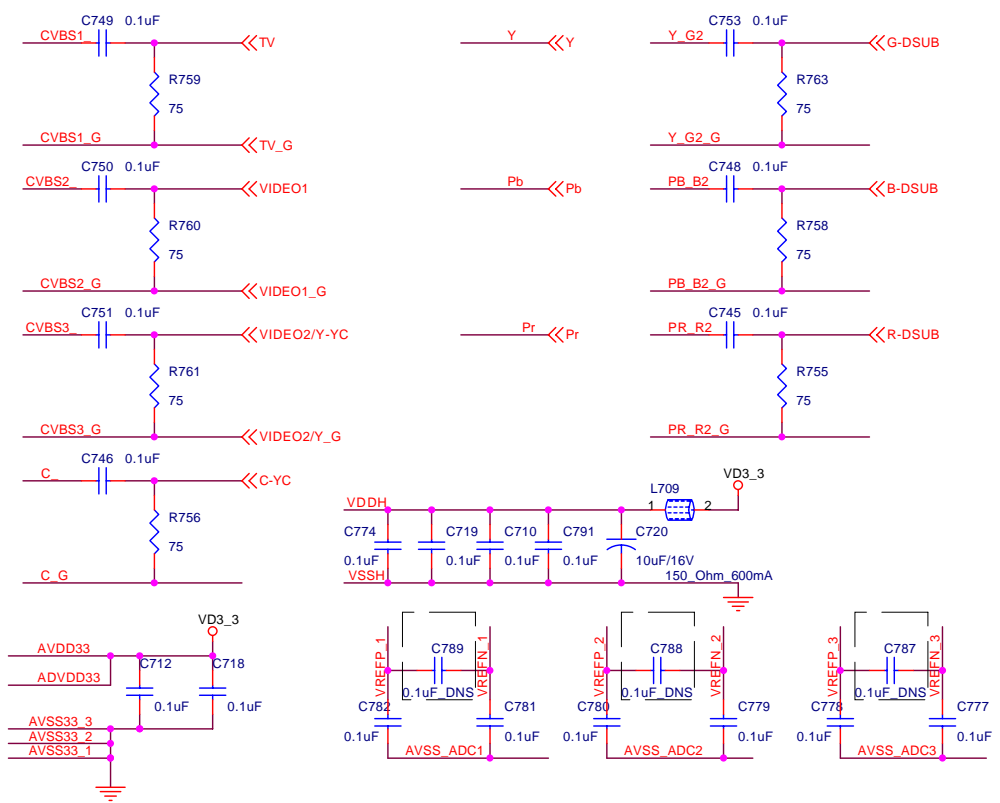 C749 0.1uF
CVBS1_
TV
R759
75
CVBS1_G
TV_G
C750 0.1uF
CVBS2_
VIDEO1
R760
75
CVBS2_G
VIDEO1_G
C751 0.1uF
CVBS3_
VIDEO2/Y-YC
R761
75
CVBS3_G
VIDEO2/Y_G
C746 0.1uF
C_
C-YC
R756
75
C_G
Y
Y
Pb
Pb
Pr
Pr
C753 0.1uF
Y_G2
G-DSUB
R763
75
Y_G2_G
C748 0.1uF
PB_B2
B-DSUB
R758
75
PB_B2_G
C745 0.1uF
PR_R2
R-DSUB
R755
75
PR_R2_G
VD3_3
L709
VDDH
1
2
C774 C719 C710 C791 C720
0.1uF 0.1uF 0.1uF 0.1uF 10uF/16V
VSSH
150_Ohm_600mA
VD3_3
AVDD33
C712 C718
ADVDD33
0.1uF 0.1uF
AVSS33_3
AVSS33_2
AVSS33_1
VREFP_1
C789
VREFN_1
0.1uF_DNS
C782 C781
0.1uF 0.1uF
AVSS_ADC1
VREFP_2
C788
VREFN_2
0.1uF_DNS
C780 C779
0.1uF 0.1uF
AVSS_ADC2
VREFP_3
C787
VREFN_3
0.1uF_DNS
C778 C777
0.1uF 0.1uF
AVSS_ADC3